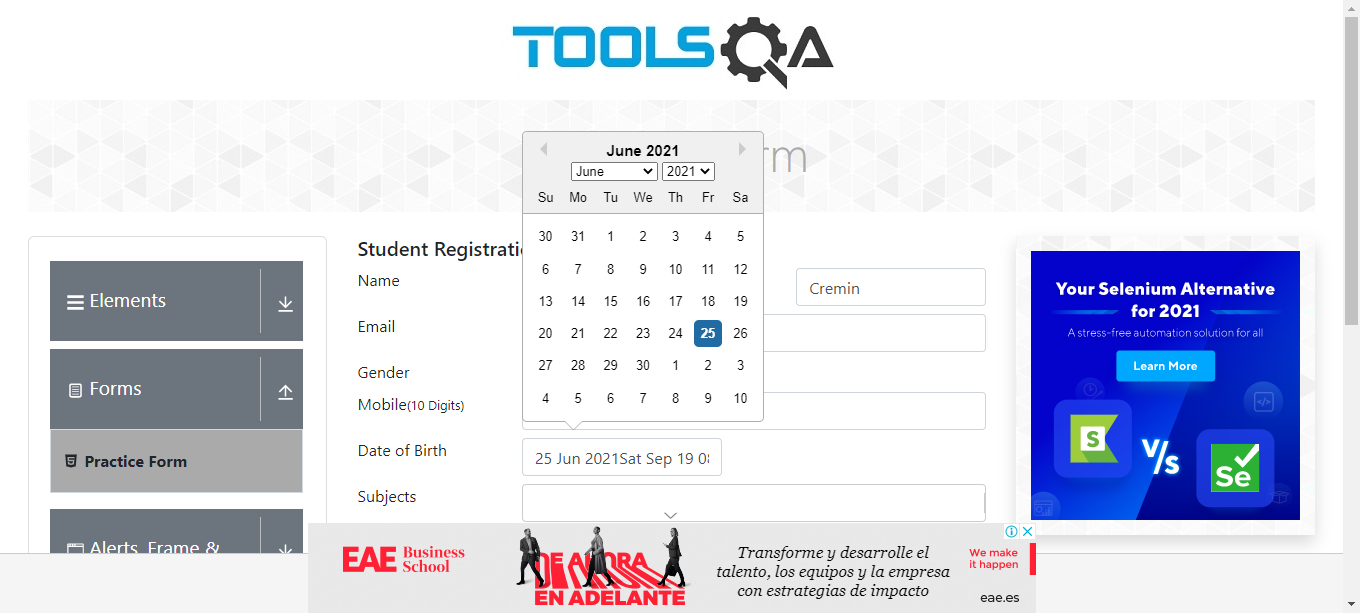 TOOLSQA
rm
June 2021
June 2021
Su Mo Tu We Th Fr Sa
30 31 1 2 3 4 5
6 7 8 9 10 11 12
13 14 15 16 17 18 19
20 21 22 23 24 25 26
27 28 29 30 1 2 3
4 5 6 7 8 9 10
Elements
Forms
Practice Form
Alerts, Frame &
Student Registrati
Name
Cremin
Email
Gender
Mobile(10 Digits)
Date of Birth
25 Jun 2021Sat Sep 19 08
Subjects
Your Selenium Alternative
for 2021
A stress-free automation solution for all
Learn More
S
V/s
Se
EAE Business
School
DE AHORA
EN ADELANTE
Transforme y desarrolle el
talento, los equipos y la empresa
con estrategias de impacto
We make
it happen
eae.es